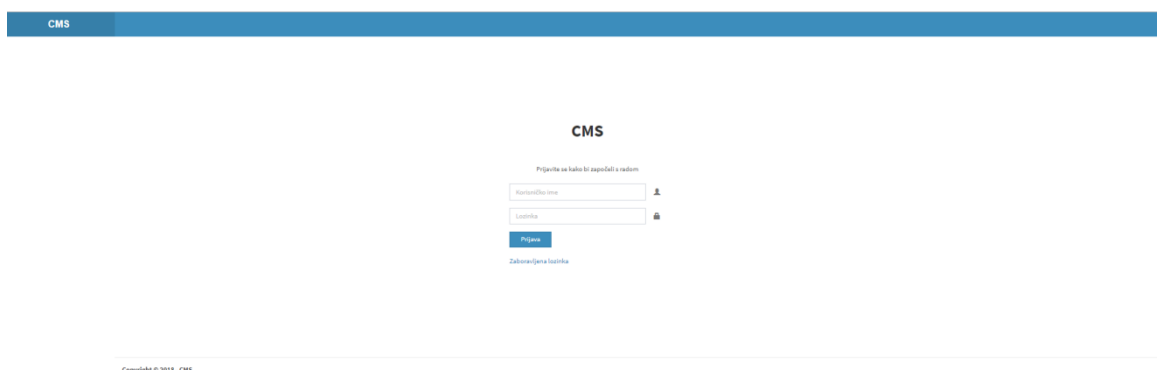 CMS
CMS
Prijavite se kako bi započeli s radom
Korisničko ime
Lozinka
Prijava
Zaboravljena lozinka
Copyright © 2018 - CMS